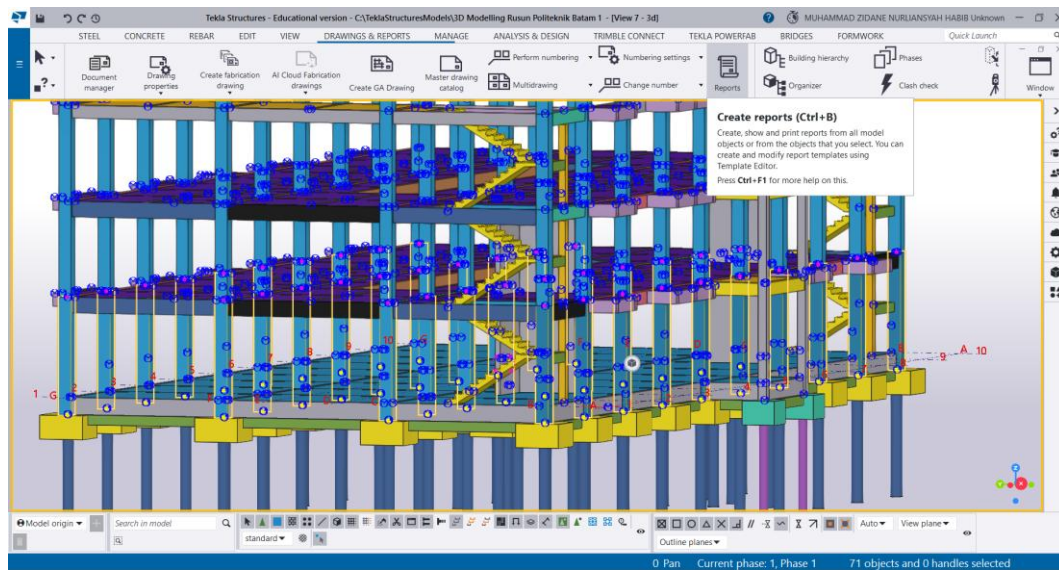 Tekla Structures - Educational version - C:\TeklaStructuresModels\3D Modelling Rusun Politeknik Batam 1 - [View 7 - 3d]
MUHAMMAD ZIDANE NURLIANSYAH HABIB Unknown
STEEL CONCRETE REBAR EDIT VIEW DRAWINGS & REPORTS MANAGE ANALYSIS & DESIGN TRIMBLE CONNECT TEKLA POWERFAB BRIDGES FORMWORK Quick Launch
Document manager
Drawing properties
Create fabrication drawing
AI Cloud Fabrication drawings
Create GA Drawing
Master drawing catalog
Perform numbering
Multidrawing
Numbering settings
Change number
Reports
Building hierarchy
Organizer
Phases
Clash check
Window
Create reports (Ctrl+B)
Create, show and print reports from all model
objects or from the objects that you select. You can
create and modify report templates using
Template Editor.
Press Ctrl+F1 for more help on this.
1 G 2 3 4 5 6 7 8 9 10
9 A 10
Model origin
Search in model
standard
Auto
View plane
Outline planes
0 Pan Current phase: 1, Phase 1 71 objects and 0 handles selected